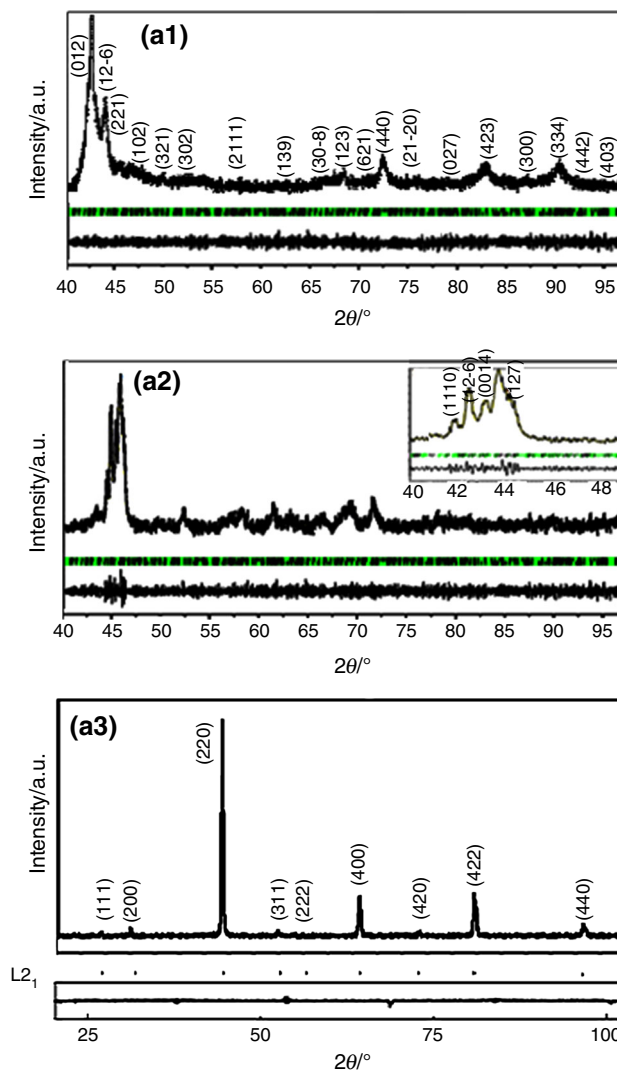 (a1)
Intensity/a.u.
(012)
(12-6)
(221)
(102)
(321)
(302)
(2111)
(139)
(30-8)
(123)
(621)
(440)
(21-20)
(027)
(423)
(300)
(334)
(442)
(403)
40 45 50 55 60 65 70 75 80 85 90 95
2θ/°
(a2)
Intensity/a.u.
(1110)
(12-6)
(0014)
(127)
40 42 44 46 48
40 45 50 55 60 65 70 75 80 85 90 95
2θ/°
(a3)
Intensity/a.u.
(111)
(200)
(220)
(311)
(222)
(400)
(420)
(422)
(440)
L2₁
25 50 75 100
2θ/°